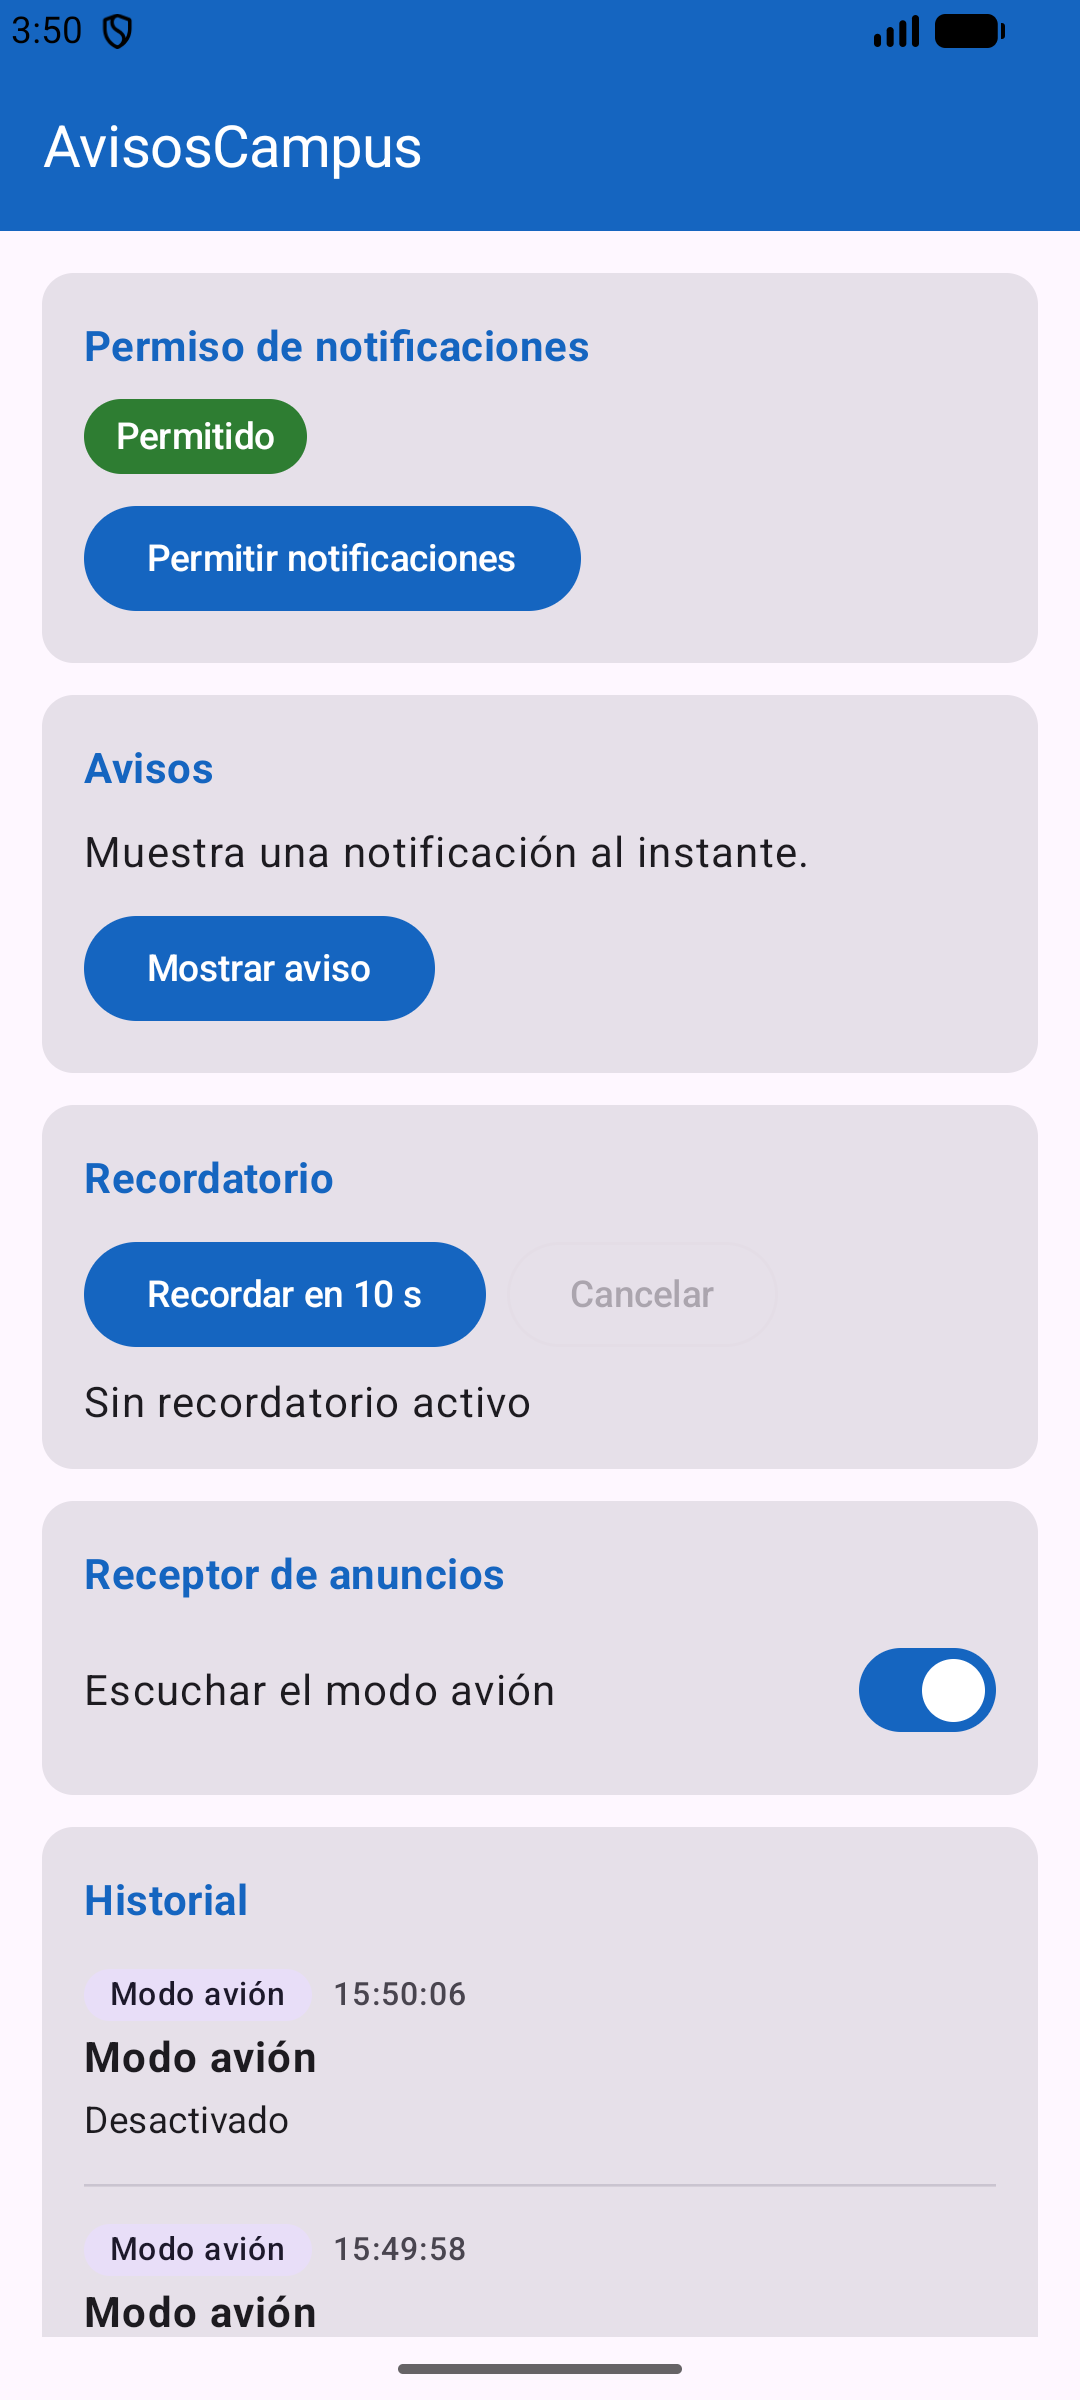 3:50
AvisosCampus
Permiso de notificaciones
Permitido
Permitir notificaciones
Avisos
Muestra una notificación al instante.
Mostrar aviso
Recordatorio
Recordar en 10 s
Cancelar
Sin recordatorio activo
Receptor de anuncios
Escuchar el modo avión
Historial
Modo avión 15:50:06
Modo avión
Desactivado
Modo avión 15:49:58
Modo avión